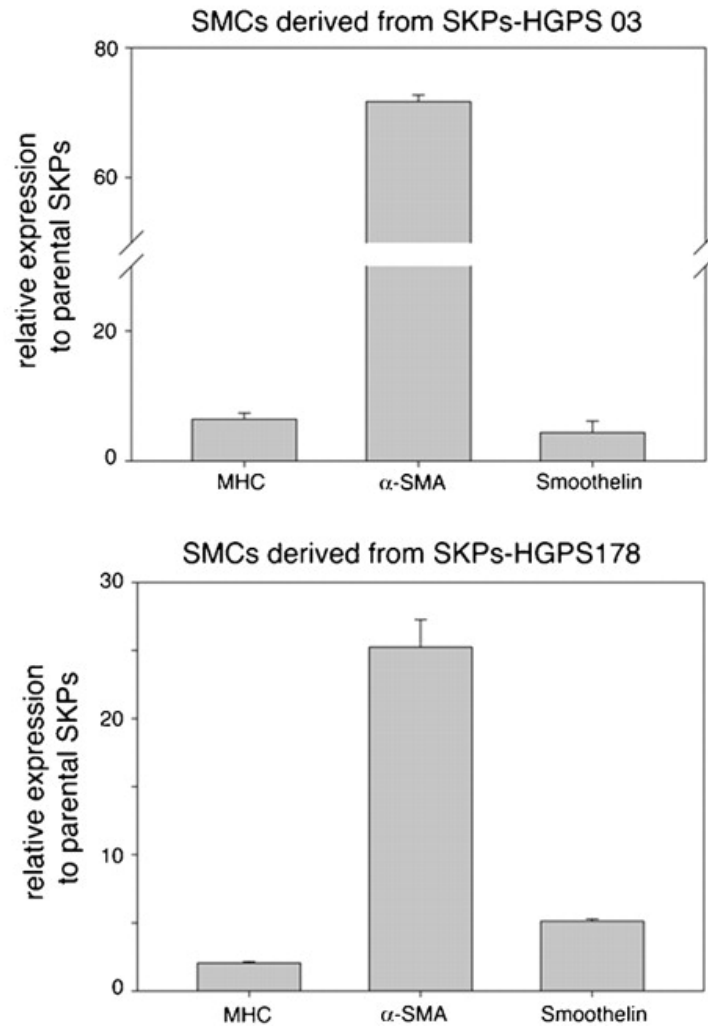 SMCs derived from SKPs-HGPS 03
relative expression
to parental SKPs
80
60
20
0
MHC α-SMA Smoothelin
SMCs derived from SKPs-HGPS178
relative expression
to parental SKPs
30
20
10
0
MHC α-SMA Smoothelin